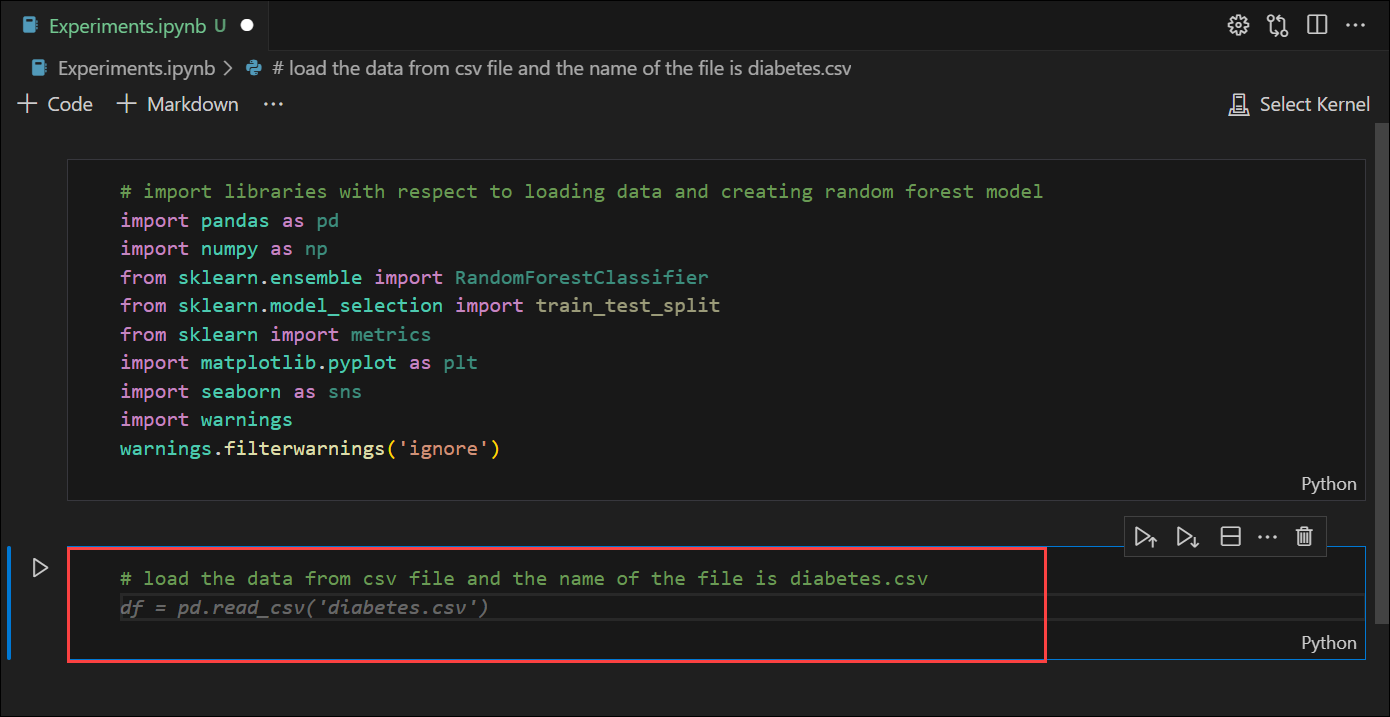 Experiments.ipynb U
Experiments.ipynb > # load the data from csv file and the name of the file is diabetes.csv
+ Code + Markdown ... Select Kernel
# import libraries with respect to loading data and creating random forest model
import pandas as pd
import numpy as np
from sklearn.ensemble import RandomForestClassifier
from sklearn.model_selection import train_test_split
from sklearn import metrics
import matplotlib.pyplot as plt
import seaborn as sns
import warnings
warnings.filterwarnings('ignore')
Python
# load the data from csv file and the name of the file is diabetes.csv
df = pd.read_csv('diabetes.csv')
Python